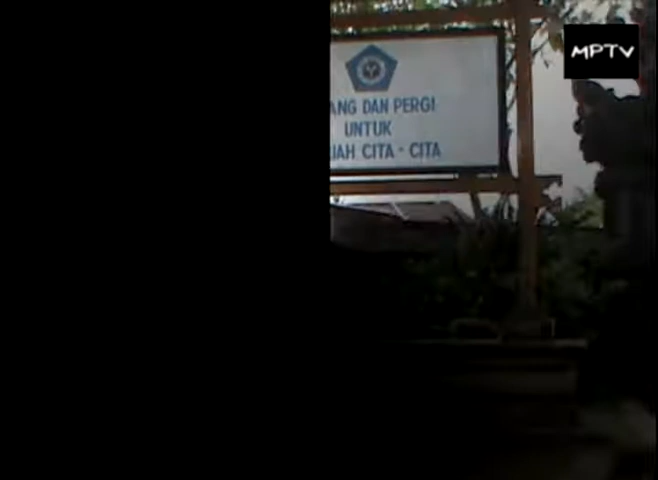 MPTV
ANG DAN PERGI
UNTUK
IAH CITA - CITA